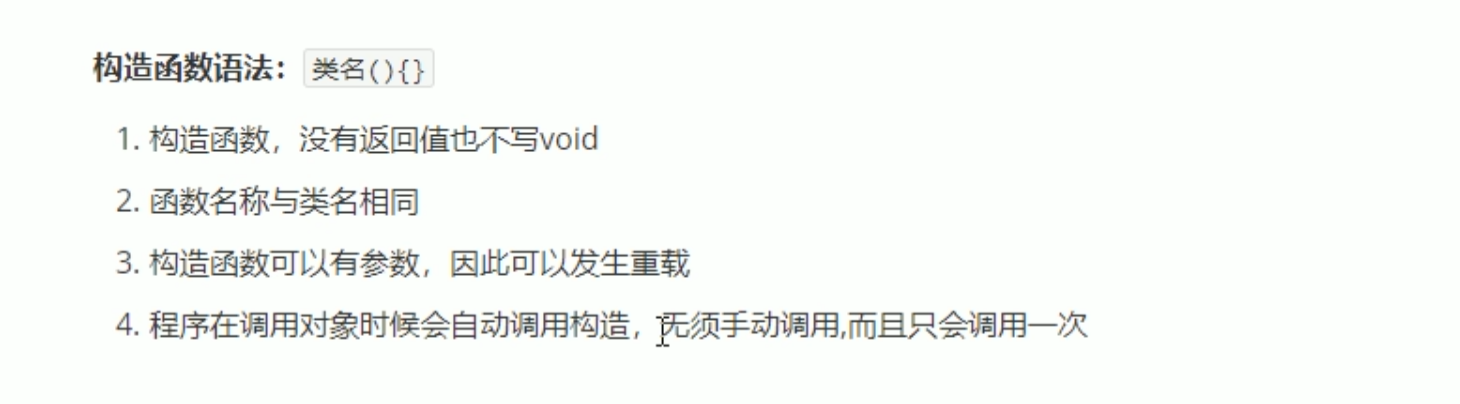 构造函数语法： 类名(){}
1. 构造函数，没有返回值也不写void
2. 函数名称与类名相同
3. 构造函数可以有参数，因此可以发生重载
4. 程序在调用对象时候会自动调用构造，无须手动调用,而且只会调用一次